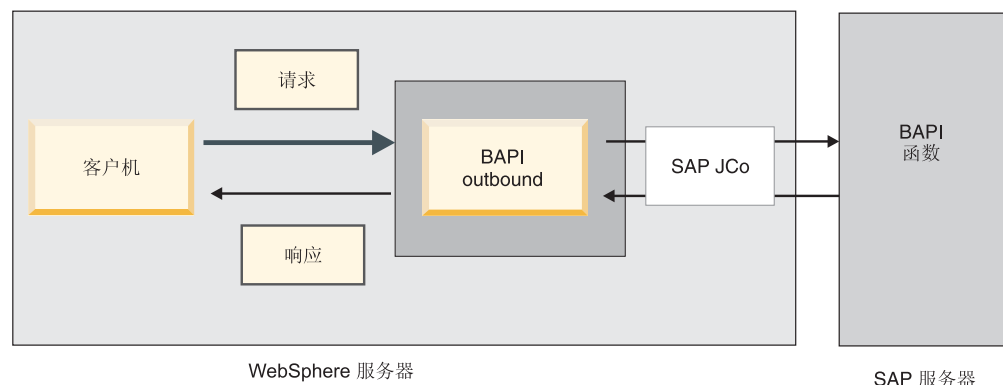 请求
客户机
BAPI
outbound
SAP JCo
BAPI
函数
响应
WebSphere 服务器
SAP 服务器